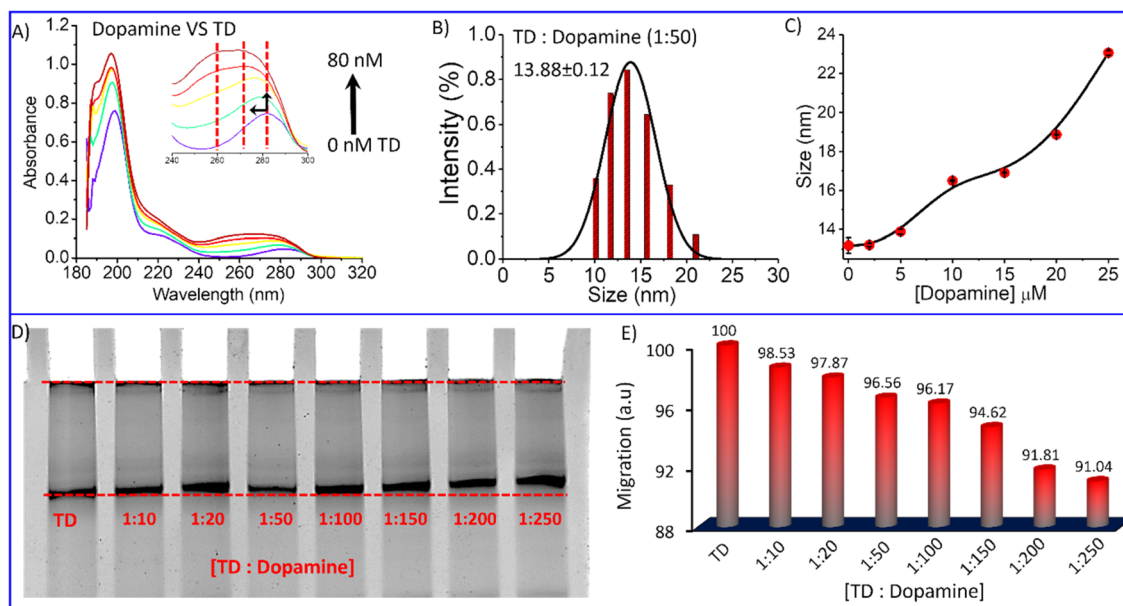 A)
Dopamine VS TD
80 nM
0 nM TD
240 260 280 300
Absorbance
1.2
1.0
0.8
0.6
0.4
0.2
0.0
180 200 220 240 260 280 300 320
Wavelength (nm)
B)
TD : Dopamine (1:50)
13.88±0.12
Intensity (%)
1.0
0.8
0.6
0.4
0.2
0.0
0 5 10 15 20 25 30
Size (nm)
C)
Size (nm)
24
22
20
18
16
14
0 5 10 15 20 25
[Dopamine] µM
D)
TD 1:10 1:20 1:50 1:100 1:150 1:200 1:250
[TD : Dopamine]
E)
Migration (a.u)
100
96
92
88
100
98.53
97.87
96.56
96.17
94.62
91.81
91.04
TD 1:10 1:20 1:50 1:100 1:150 1:200 1:250
[TD : Dopamine]